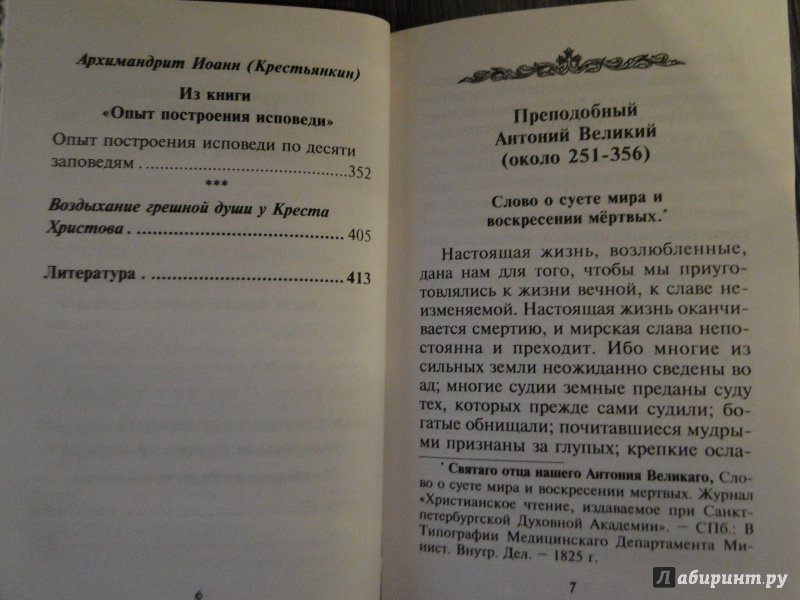 Архимандрит Иоанн (Крестьянкин)
Из книги
«Опыт построения исповеди»
Опыт построения исповеди по десяти
заповедям ................................352
***
Воздыхание грешной души у Креста
Христова ................................ 405
Литература ................................ 413
6
Преподобный
Антоний Великий
(около 251-356)
Слово о суете мира и
воскресении мёртвых.*
Настоящая жизнь, возлюбленные,
дана нам для того, чтобы мы приуго-
товлялись к жизни вечной, к славе не-
изменяемой. Настоящая жизнь оканчи-
вается смертию, и мирская слава непо-
стоянна и преходит. Ибо многие из
сильных земли неожиданно сведены во
ад; многие судии земные преданы суду
тех, которых прежде сами судили; бо-
гатые обнищали; почитавшиеся мудры-
ми признаны за глупых; крепкие осла-
* Святаго отца нашего Антония Великаго, Сло-
во о суете мира и воскресении мертвых. Журнал
«Христианское чтение, издаваемое при Санкт-
петербургской Духовной Академии». – СПб.: В
Типографии Медицинскаго Департамента Ми-
нист. Внутр. Дел. – 1825 г.
7
Лабиринт.ру